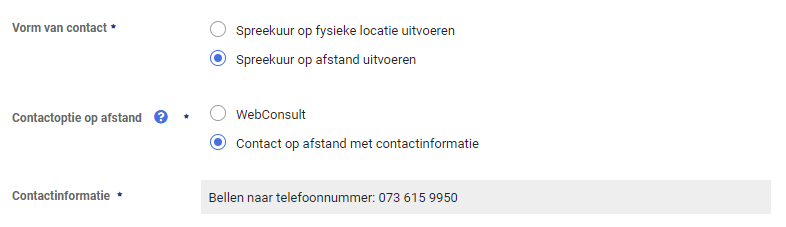 Vorm van contact *
Spreekuur op fysieke locatie uitvoeren
Spreekuur op afstand uitvoeren
Contactoptie op afstand ? *
WebConsult
Contact op afstand met contactinformatie
Contactinformatie *
Bellen naar telefoonnummer: 073 615 9950